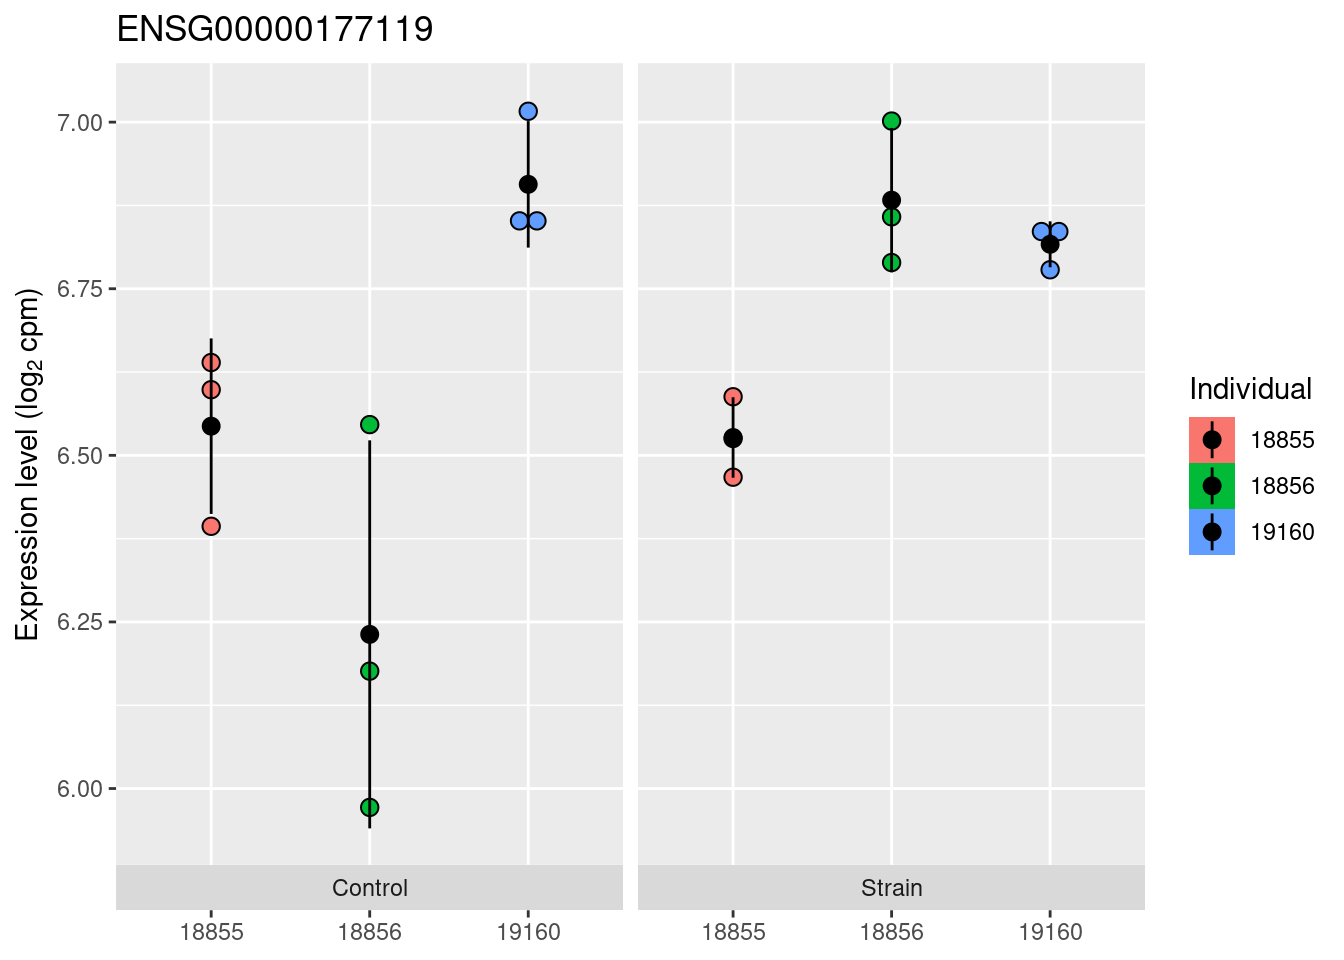 ENSG00000177119
Expression level (log₂ cpm)
7.00
6.75
6.50
6.25
6.00
Control
Strain
18855
18856
19160
18855
18856
19160
Individual
18855
18856
19160